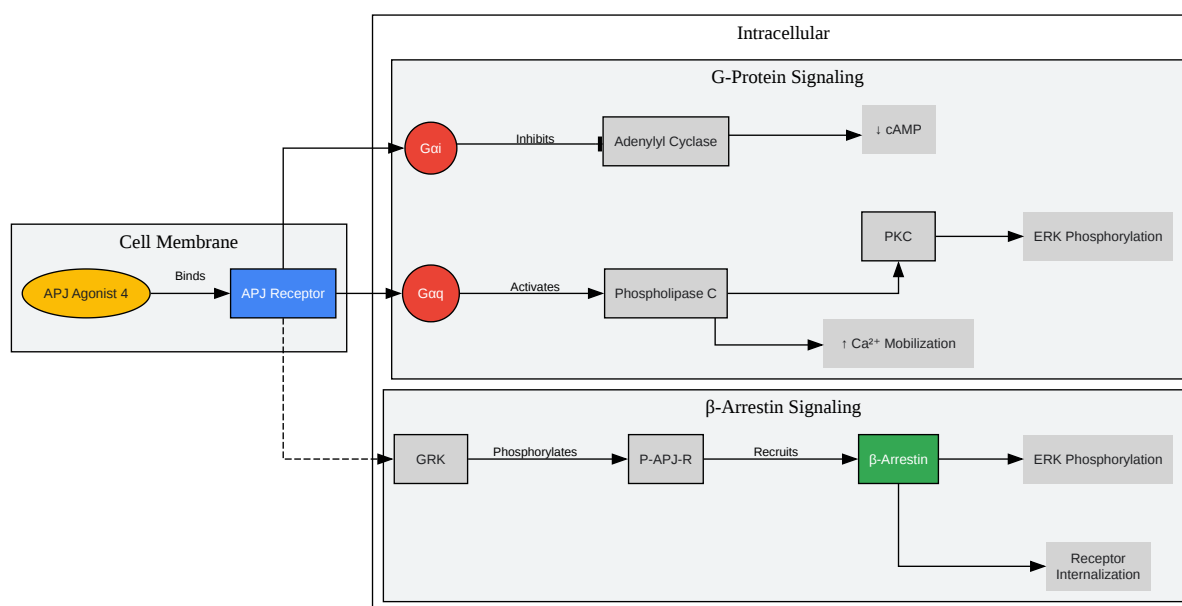 Intracellular
G-Protein Signaling
Gαi
Inhibits
Adenylyl Cyclase
↓ cAMP
Cell Membrane
APJ Agonist 4
Binds
APJ Receptor
Gαq
Activates
Phospholipase C
PKC
ERK Phosphorylation
↑ Ca²⁺ Mobilization
β-Arrestin Signaling
GRK
Phosphorylates
P-APJ-R
Recruits
β-Arrestin
ERK Phosphorylation
Receptor
Internalization